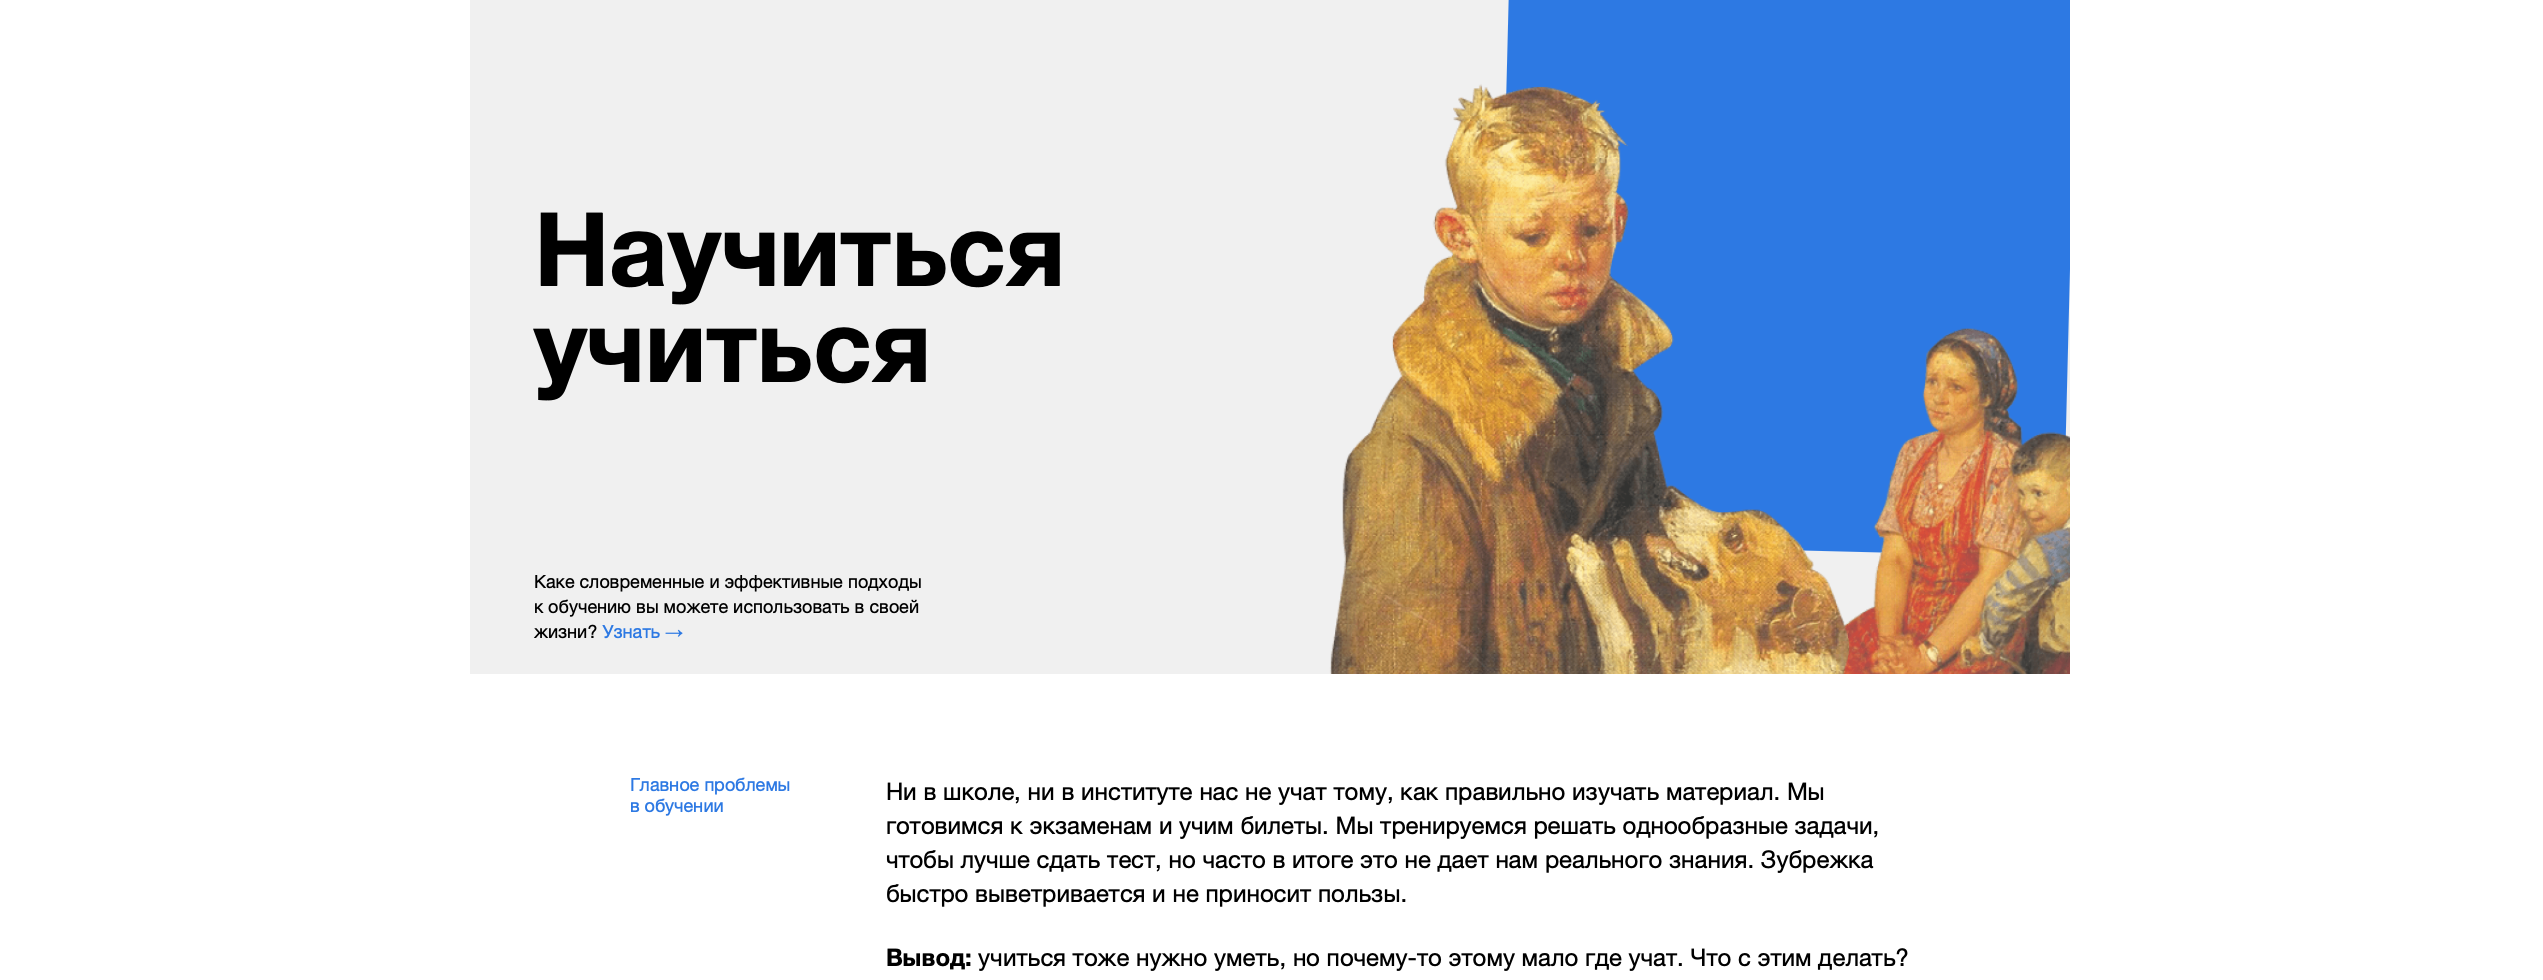 Научиться
учиться
Каке словременные и эффективные подходы
к обучению вы можете использовать в своей
жизни? Узнать →
Главное проблемы
в обучении
Ни в школе, ни в институте нас не учат тому, как правильно изучать материал. Мы
готовимся к экзаменам и учим билеты. Мы тренируемся решать однообразные задачи,
чтобы лучше сдать тест, но часто в итоге это не дает нам реального знания. Зубрежка
быстро выветривается и не приносит пользы.
Вывод: учиться тоже нужно уметь, но почему-то этому мало где учат. Что с этим делать?